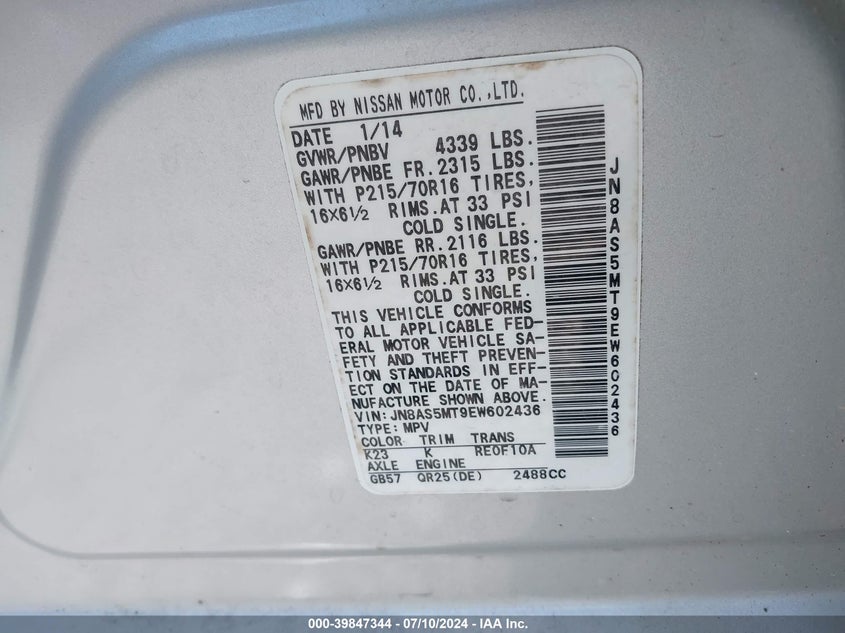 MFD BY NISSAN MOTOR CO.,LTD.
DATE 1/14
GVWR/PNBV 4339 LBS.
GAWR/PNBE FR. 2315 LBS.
WITH P215/70R16 TIRES,
16X6½ RIMS. AT 33 PSI
COLD SINGLE.
GAWR/PNBE RR. 2116 LBS.
WITH P215/70R16 TIRES,
16X6½ RIMS. AT 33 PSI
COLD SINGLE.
THIS VEHICLE CONFORMS
TO ALL APPLICABLE FED-
ERAL MOTOR VEHICLE SA-
FETY AND THEFT PREVEN-
TION STANDARDS IN EFF-
ECT ON THE DATE OF MA-
NUFACTURE SHOWN ABOVE.
VIN: JN8AS5MT9EW602436
TYPE: MPV
COLOR TRIM TRANS
K23 K RE0F10A
AXLE ENGINE
GB57 QR25(DE) 2488CC
JN8AS5MT9EW602436
000-39847344 / 07/10/2024 - IAA Inc.